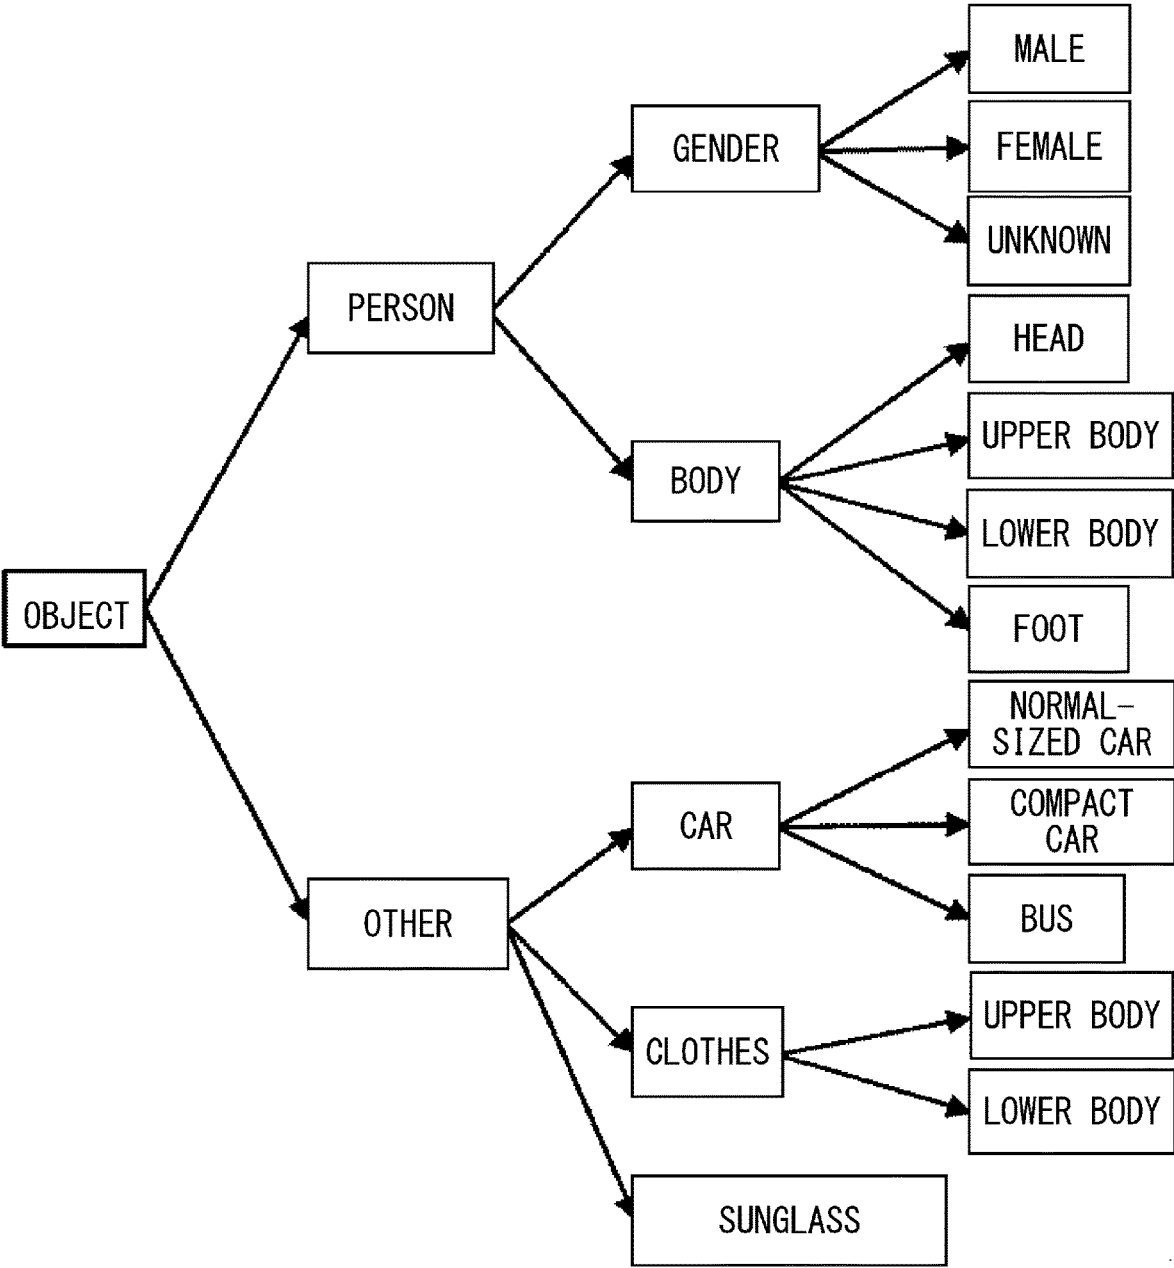 MALE
FEMALE
UNKNOWN
GENDER
PERSON
HEAD
UPPER BODY
LOWER BODY
FOOT
BODY
OBJECT
NORMAL-
SIZED CAR
COMPACT
CAR
BUS
CAR
OTHER
UPPER BODY
LOWER BODY
CLOTHES
SUNGLASS